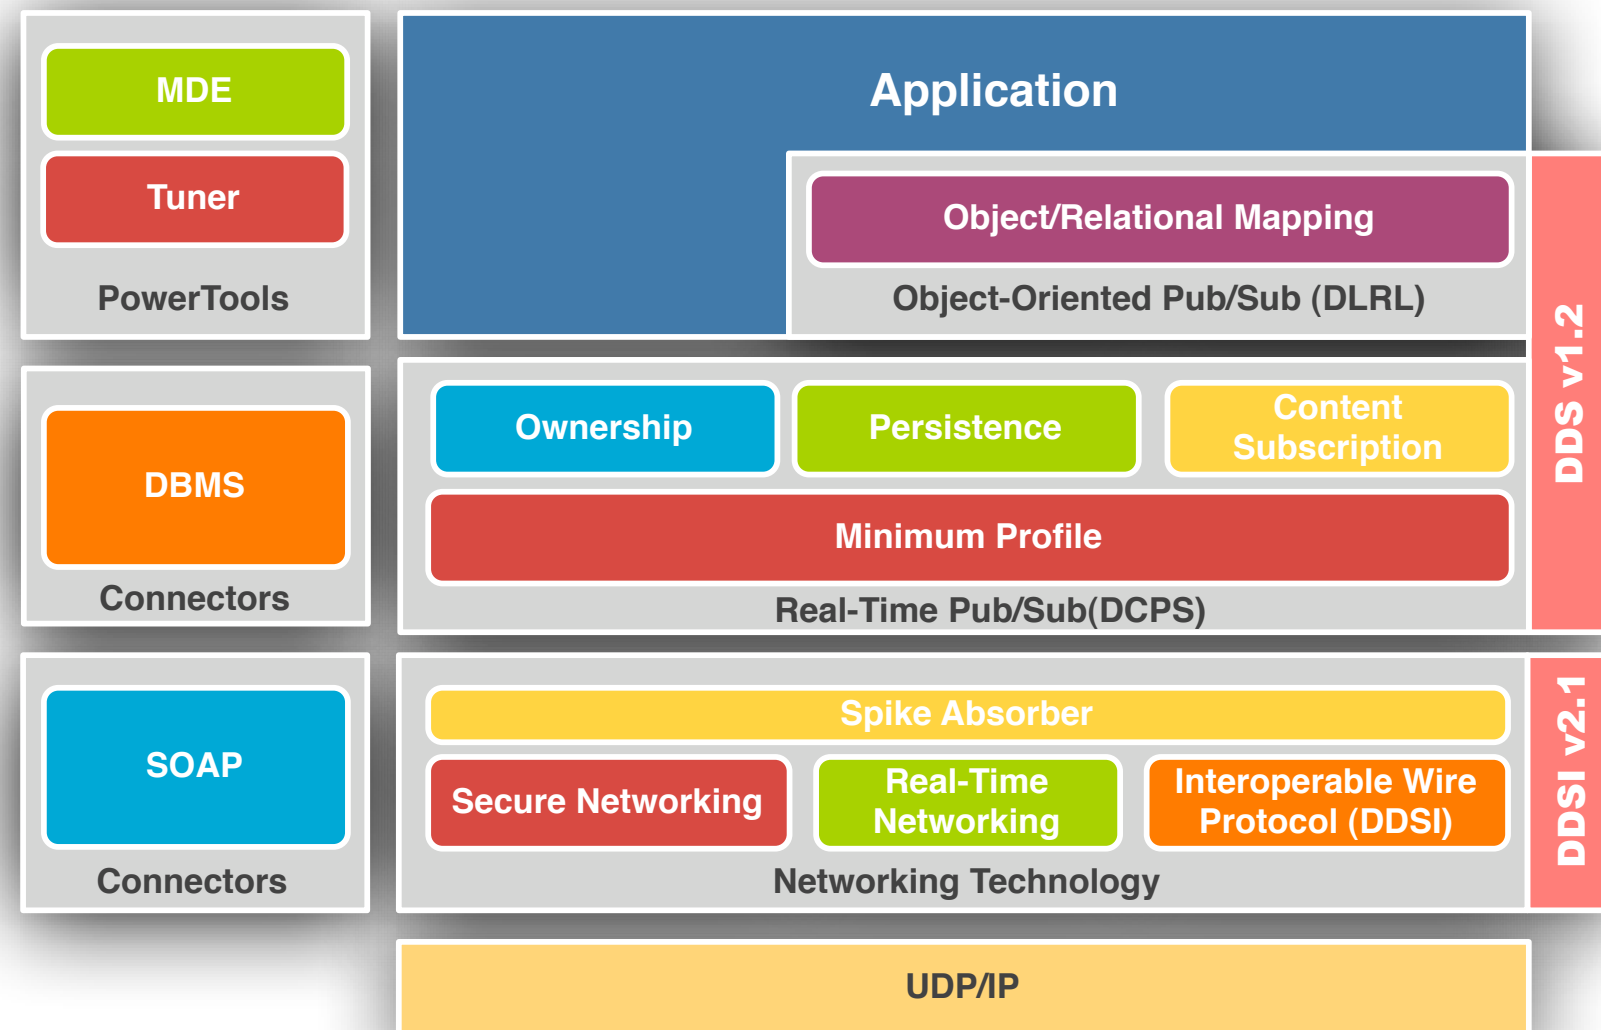 MDE
Tuner
PowerTools
Application
Object/Relational Mapping
Object-Oriented Pub/Sub (DLRL)
DDS v1.2
DBMS
Connectors
Ownership
Persistence
Content
Subscription
Minimum Profile
Real-Time Pub/Sub(DCPS)
SOAP
Connectors
Spike Absorber
Secure Networking
Real-Time
Networking
Interoperable Wire
Protocol (DDSI)
Networking Technology
DDSI v2.1
UDP/IP